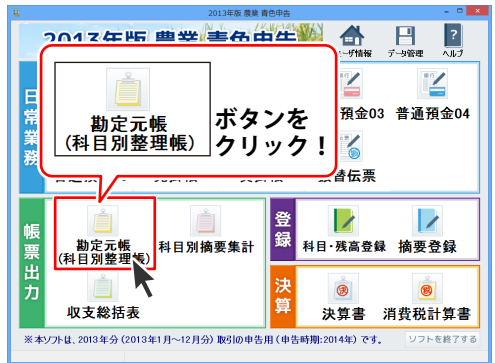 2013年版 農業 青色申告
2013年版 農業 青色申告
ユーザ情報
データ管理
ヘルプ
日常業務
勘定元帳
(科目別整理帳)
ボタンを
クリック！
普通預金04
振替伝票
帳票出力
勘定元帳
(科目別整理帳)
科目別摘要集計
収支総括表
登録
科目・残高登録
摘要登録
決算
決算書
消費税計算書
※本ソフトは、2013年分(2013年1月～12月分)取引の申告用(申告時期:2014年)です。
ソフトを終了する